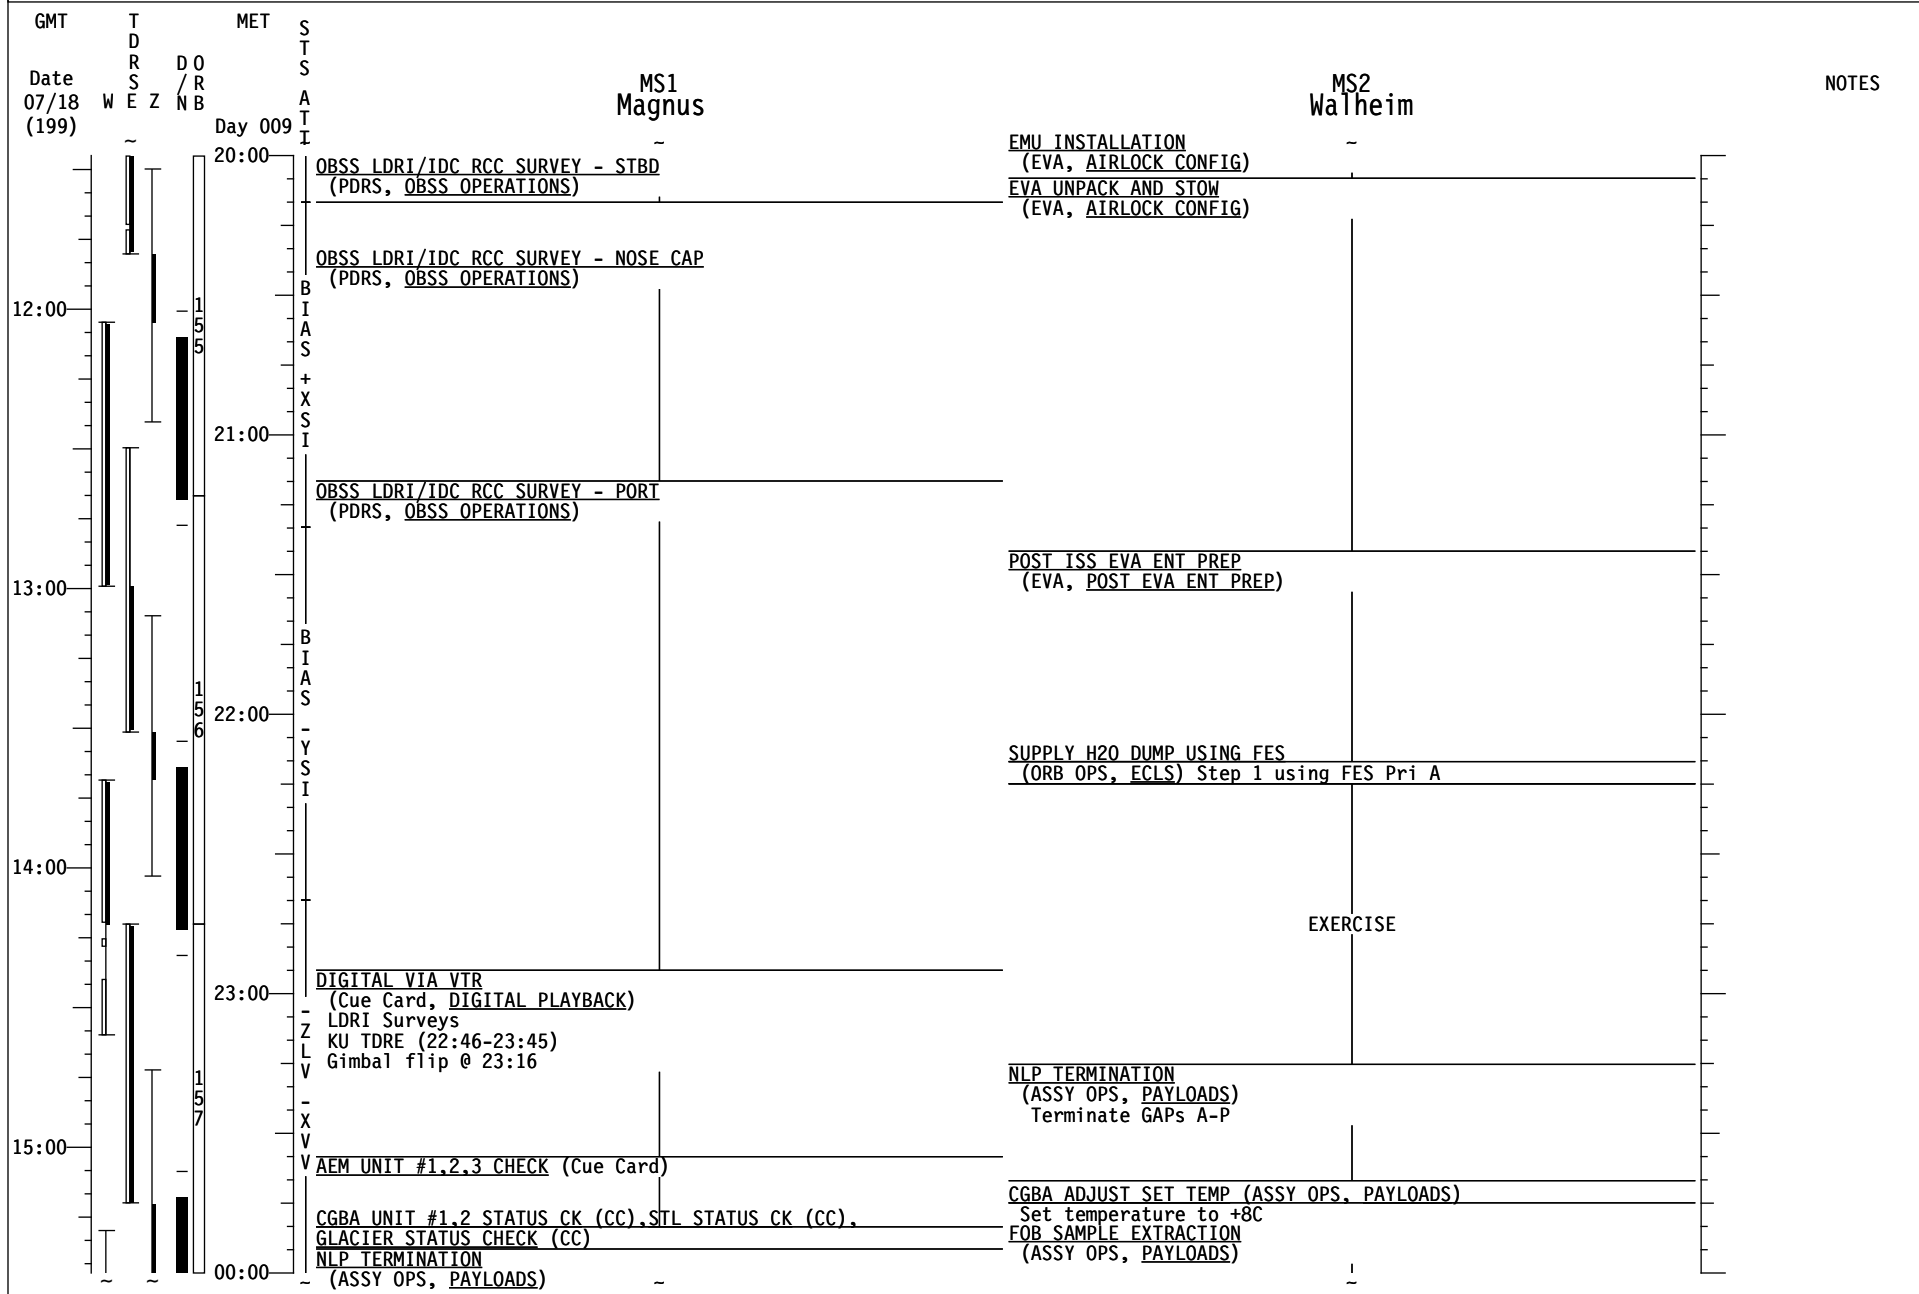 GMT
TDRSE
MET
STS ATT
D/N
ORB
Date
07/18
(199)
W E Z
Day 009
MS1
Magnus
MS2
Walheim
NOTES
~
~
~
~
20:00
12:00
21:00
13:00
22:00
14:00
23:00
15:00
00:00
155
156
157
BIAS +XSI
BIAS -YSI
-ZLV -XVV
OBSS LDRI/IDC RCC SURVEY - STBD
(PDRS, OBSS OPERATIONS)
OBSS LDRI/IDC RCC SURVEY - NOSE CAP
(PDRS, OBSS OPERATIONS)
OBSS LDRI/IDC RCC SURVEY - PORT
(PDRS, OBSS OPERATIONS)
DIGITAL VIA VTR
(Cue Card, DIGITAL PLAYBACK)
LDRI Surveys
KU TDRE (22:46-23:45)
Gimbal flip @ 23:16
AEM UNIT #1,2,3 CHECK (Cue Card)
CGBA UNIT #1,2 STATUS CK (CC),STL STATUS CK (CC),
GLACIER STATUS CHECK (CC)
NLP TERMINATION
(ASSY OPS, PAYLOADS)
EMU INSTALLATION
(EVA, AIRLOCK CONFIG)
EVA UNPACK AND STOW
(EVA, AIRLOCK CONFIG)
POST ISS EVA ENT PREP
(EVA, POST EVA ENT PREP)
SUPPLY H2O DUMP USING FES
(ORB OPS, ECLS) Step 1 using FES Pri A
EXERCISE
NLP TERMINATION
(ASSY OPS, PAYLOADS)
Terminate GAPs A-P
CGBA ADJUST SET TEMP (ASSY OPS, PAYLOADS)
Set temperature to +8C
FOB SAMPLE EXTRACTION
(ASSY OPS, PAYLOADS)
~
~
~
~
~